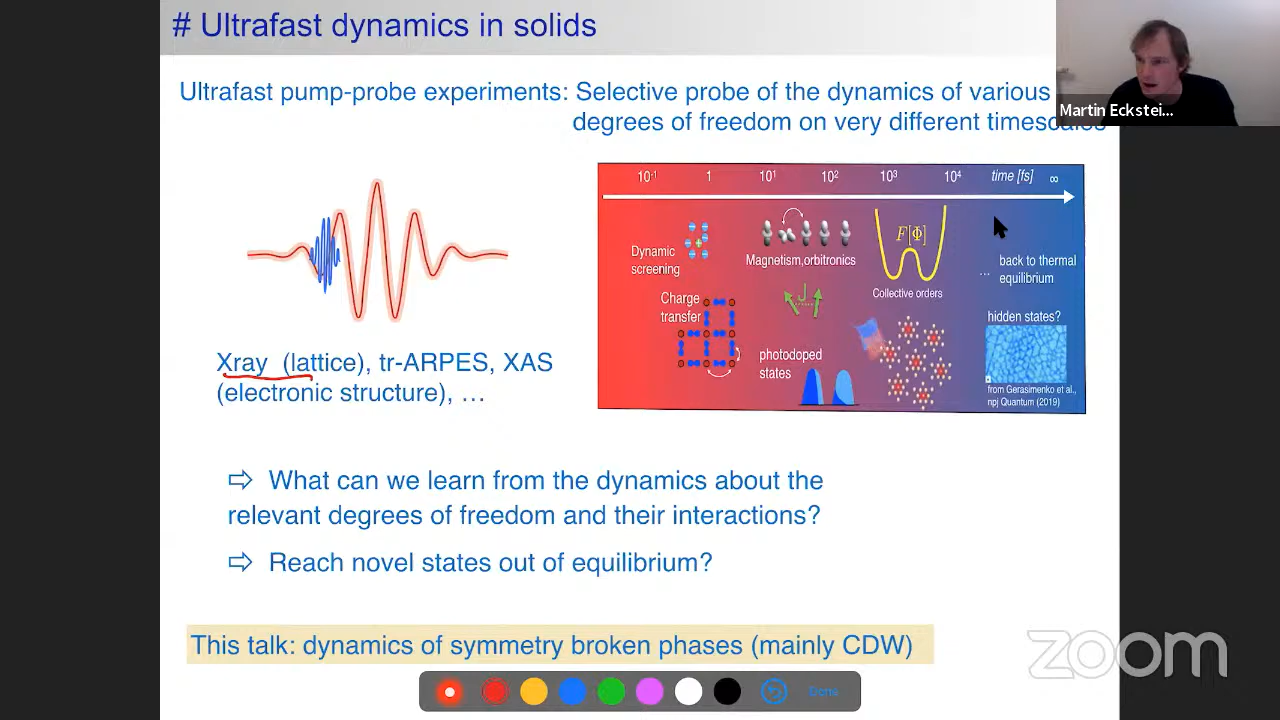 # Ultrafast dynamics in solids
Ultrafast pump-probe experiments: Selective probe of the dynamics of various
degrees of freedom on very different timescales
Martin Eckstei...
10-1 1 10¹ 10² 10³ 10⁴ time [fs] ∞
Dynamic
screening
Magnetism,orbitronics
F[Φ]
Collective orders
... back to thermal
equilibrium
Charge
transfer
J
photodoped
states
hidden states?
from Gerasimenko et al.,
npj Quantum (2019)
Xray (lattice), tr-ARPES, XAS
(electronic structure), …
⇨ What can we learn from the dynamics about the
relevant degrees of freedom and their interactions?
⇨ Reach novel states out of equilibrium?
This talk: dynamics of symmetry broken phases (mainly CDW)
zoom
Done